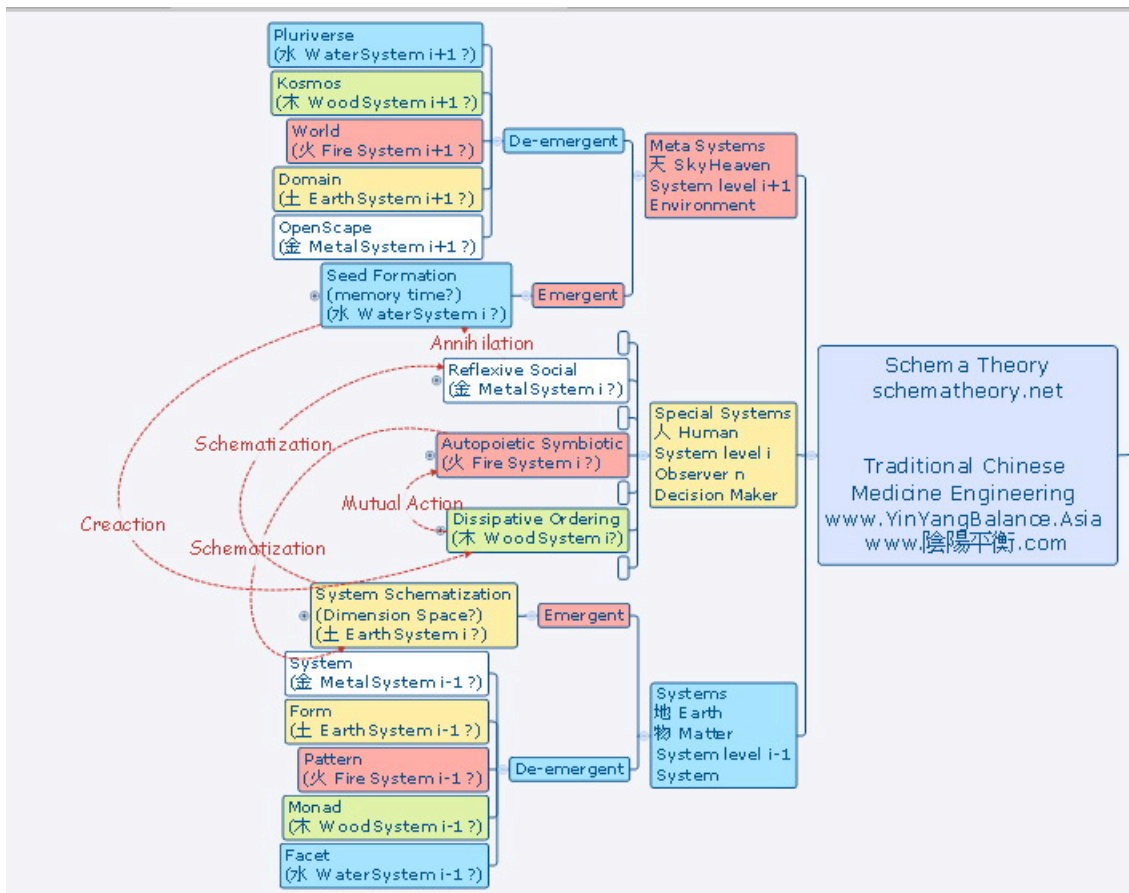 Pluriverse
(水 WaterSystem i+1 ?)
Kosmos
(木 WoodSystem i+1 ?)
World
(火 Fire System i+1 ?)
Domain
(土 EarthSystem i+1 ?)
OpenScape
(金 MetalSystem i+1 ?)
De-emergent
Meta Systems
天 SkyHeaven
System level i+1
Environment
Seed Formation
(memory time?)
(水 WaterSystem i ?)
Emergent
Annihilation
Reflexive Social
(金 MetalSystem i ?)
Schematization
Autopoietic Symbiotic
(火 Fire System i ?)
Mutual Action
Creaction
Dissipative Ordering
(木 WoodSystem i?)
Schematization
Special Systems
人 Human
System level i
Observer n
Decision Maker
Schema Theory
schematheory.net
Traditional Chinese
Medicine Engineering
www.YinYangBalance.Asia
www.陰陽平衡.com
System Schematization
(Dimension Space?)
(土 EarthSystem i ?)
Emergent
System
(金 MetalSystem i-1 ?)
Form
(土 EarthSystem i-1 ?)
Pattern
(火 Fire System i-1 ?)
Monad
(木 WoodSystem i-1 ?)
Facet
(水 WaterSystem i-1 ?)
De-emergent
Systems
地 Earth
物 Matter
System level i-1
System